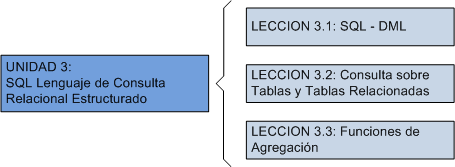 UNIDAD 3:
SQL Lenguaje de Consulta
Relacional Estructurado
LECCION 3.1: SQL - DML
LECCION 3.2: Consulta sobre
Tablas y Tablas Relacionadas
LECCION 3.3: Funciones de
Agregación